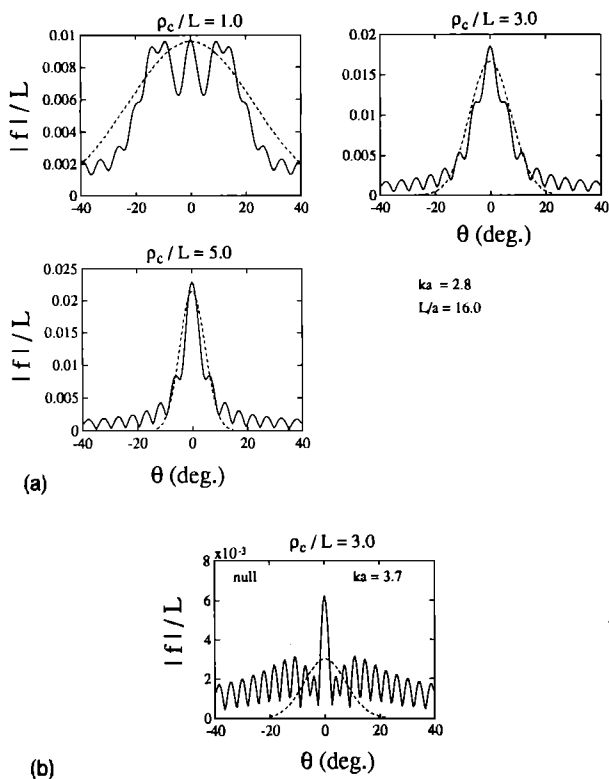 ρc / L = 1.0
0.01
0.008
0.006
0.004
0.002
0
-40 -20 0 20 40
|f| / L
ρc / L = 3.0
0.02
0.015
0.01
0.005
0
-40 -20 0 20 40
θ (deg.)
|f| / L
ρc / L = 5.0
0.025
0.02
0.015
0.01
0.005
0
-40 -20 0 20 40
θ (deg.)
|f| / L
ka = 2.8
L/a = 16.0
(a)
ρc / L = 3.0
x10-3
8
6
4
2
0
null
ka = 3.7
-40 -20 0 20 40
θ (deg.)
|f| / L
(b)